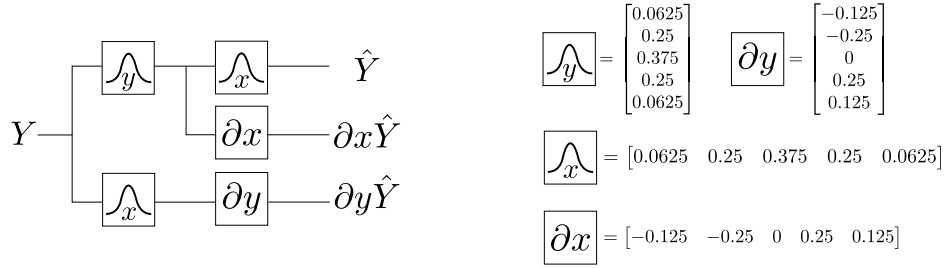 y
x
Ŷ
Y
∂x
∂xŶ
x
∂y
∂yŶ
y = [0.0625 0.25 0.375 0.25 0.0625]
∂y = [−0.125 −0.25 0 0.25 0.125]
x = [0.0625 0.25 0.375 0.25 0.0625]
∂x = [−0.125 −0.25 0 0.25 0.125]